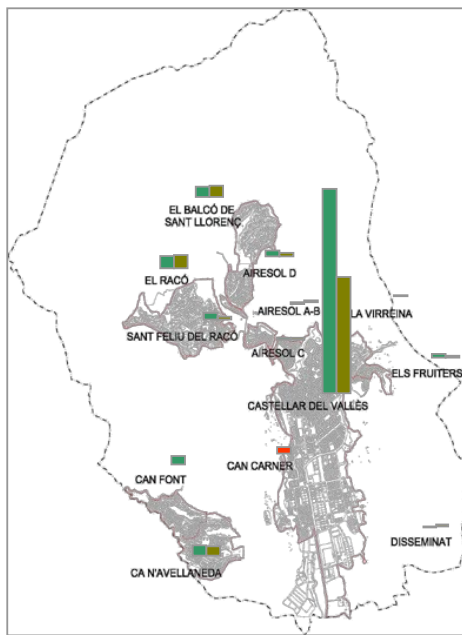 EL BALCÓ DE
SANT LLORENÇ
AIRESOL D
EL RACÓ
AIRESOL A-B
LA VIRREINA
SANT FELIU DEL RACÓ
AIRESOL C
ELS FRUITERS
CASTELLAR DEL VALLÈS
CAN CARNER
CAN FONT
DISSEMINAT
CA N'AVELLANEDA